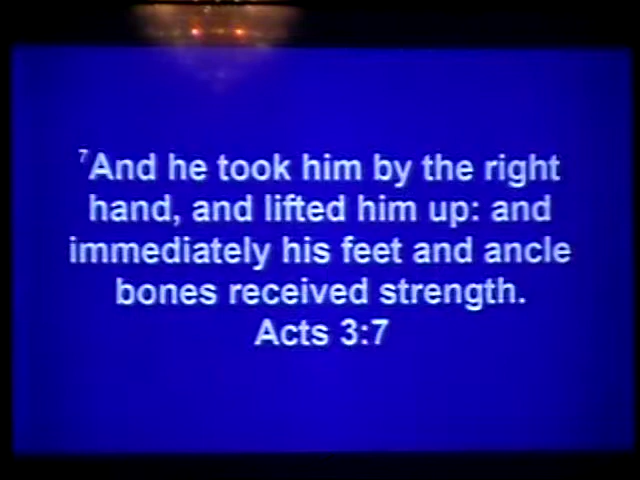 ⁷And he took him by the right
hand, and lifted him up: and
immediately his feet and ancle
bones received strength.
Acts 3:7